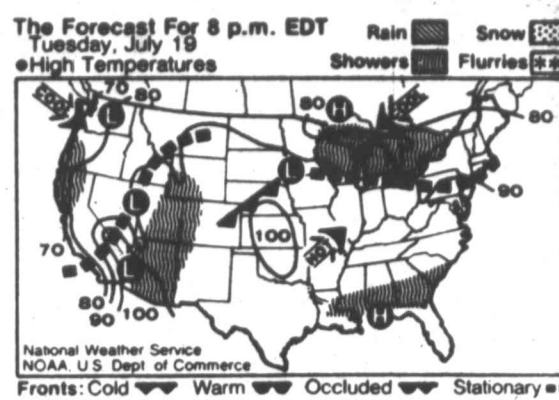 The Forecast For 8 p.m. EDT
Tuesday, July 19
●High Temperatures
Rain
Snow
Showers
Flurries
70
80
L
80
H
80
L
L
90
100
HOT
70
L
80
90
100
H
National Weather Service
NOAA, U S Dept of Commerce
Fronts: Cold
Warm
Occluded
Stationary